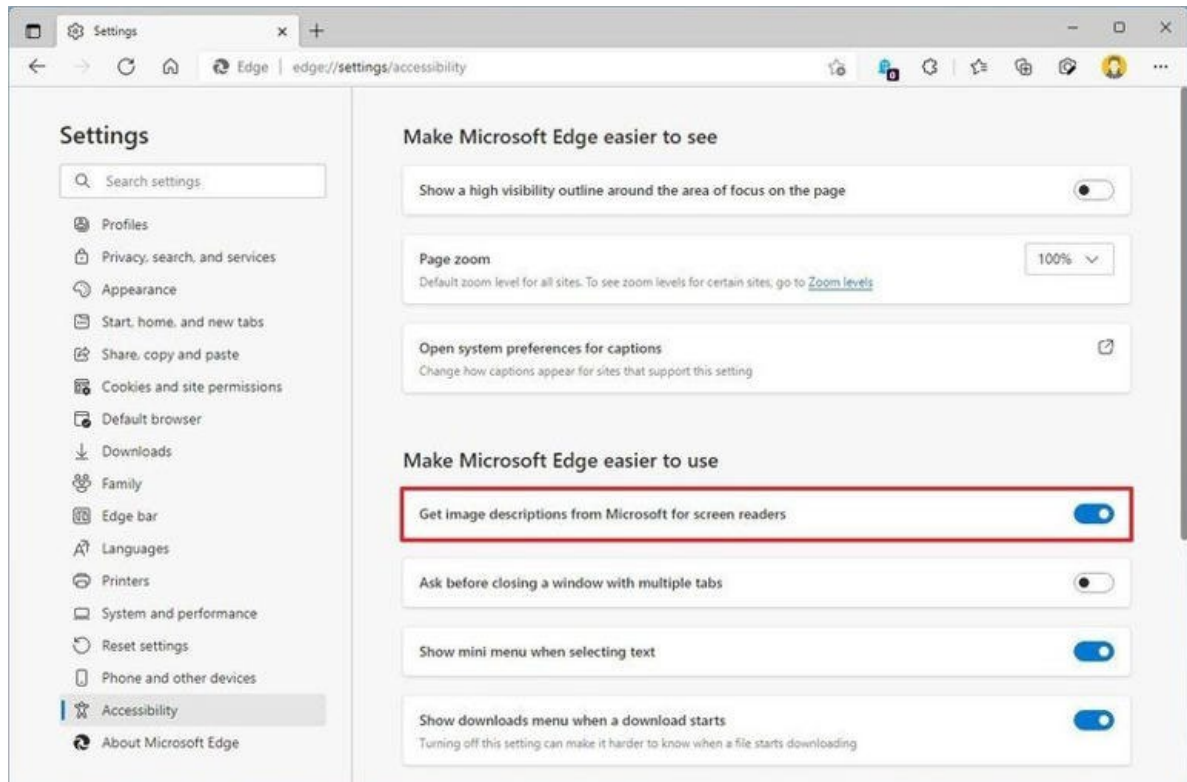 Settings
Edge | edge://settings/accessibility
0
Settings
Search settings
Profiles
Privacy, search, and services
Appearance
Start, home, and new tabs
Share, copy and paste
Cookies and site permissions
Default browser
Downloads
Family
Edge bar
Languages
Printers
System and performance
Reset settings
Phone and other devices
Accessibility
About Microsoft Edge
Make Microsoft Edge easier to see
Show a high visibility outline around the area of focus on the page
Page zoom
Default zoom level for all sites. To see zoom levels for certain sites, go to Zoom levels
100%
Open system preferences for captions
Change how captions appear for sites that support this setting
Make Microsoft Edge easier to use
Get image descriptions from Microsoft for screen readers
Ask before closing a window with multiple tabs
Show mini menu when selecting text
Show downloads menu when a download starts
Turning off this setting can make it harder to know when a file starts downloading